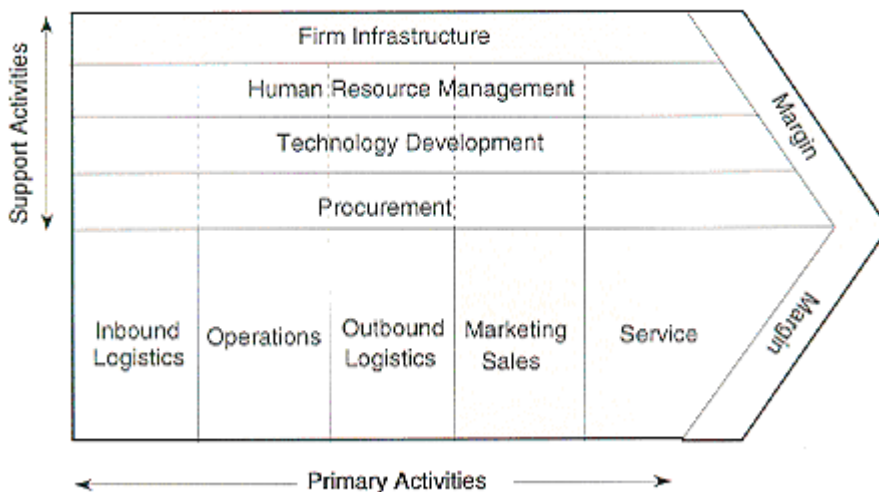 Support Activities
Firm Infrastructure
Human Resource Management
Technology Development
Procurement
Margin
Inbound
Logistics
Operations
Outbound
Logistics
Marketing
Sales
Service
Margin
Primary Activities